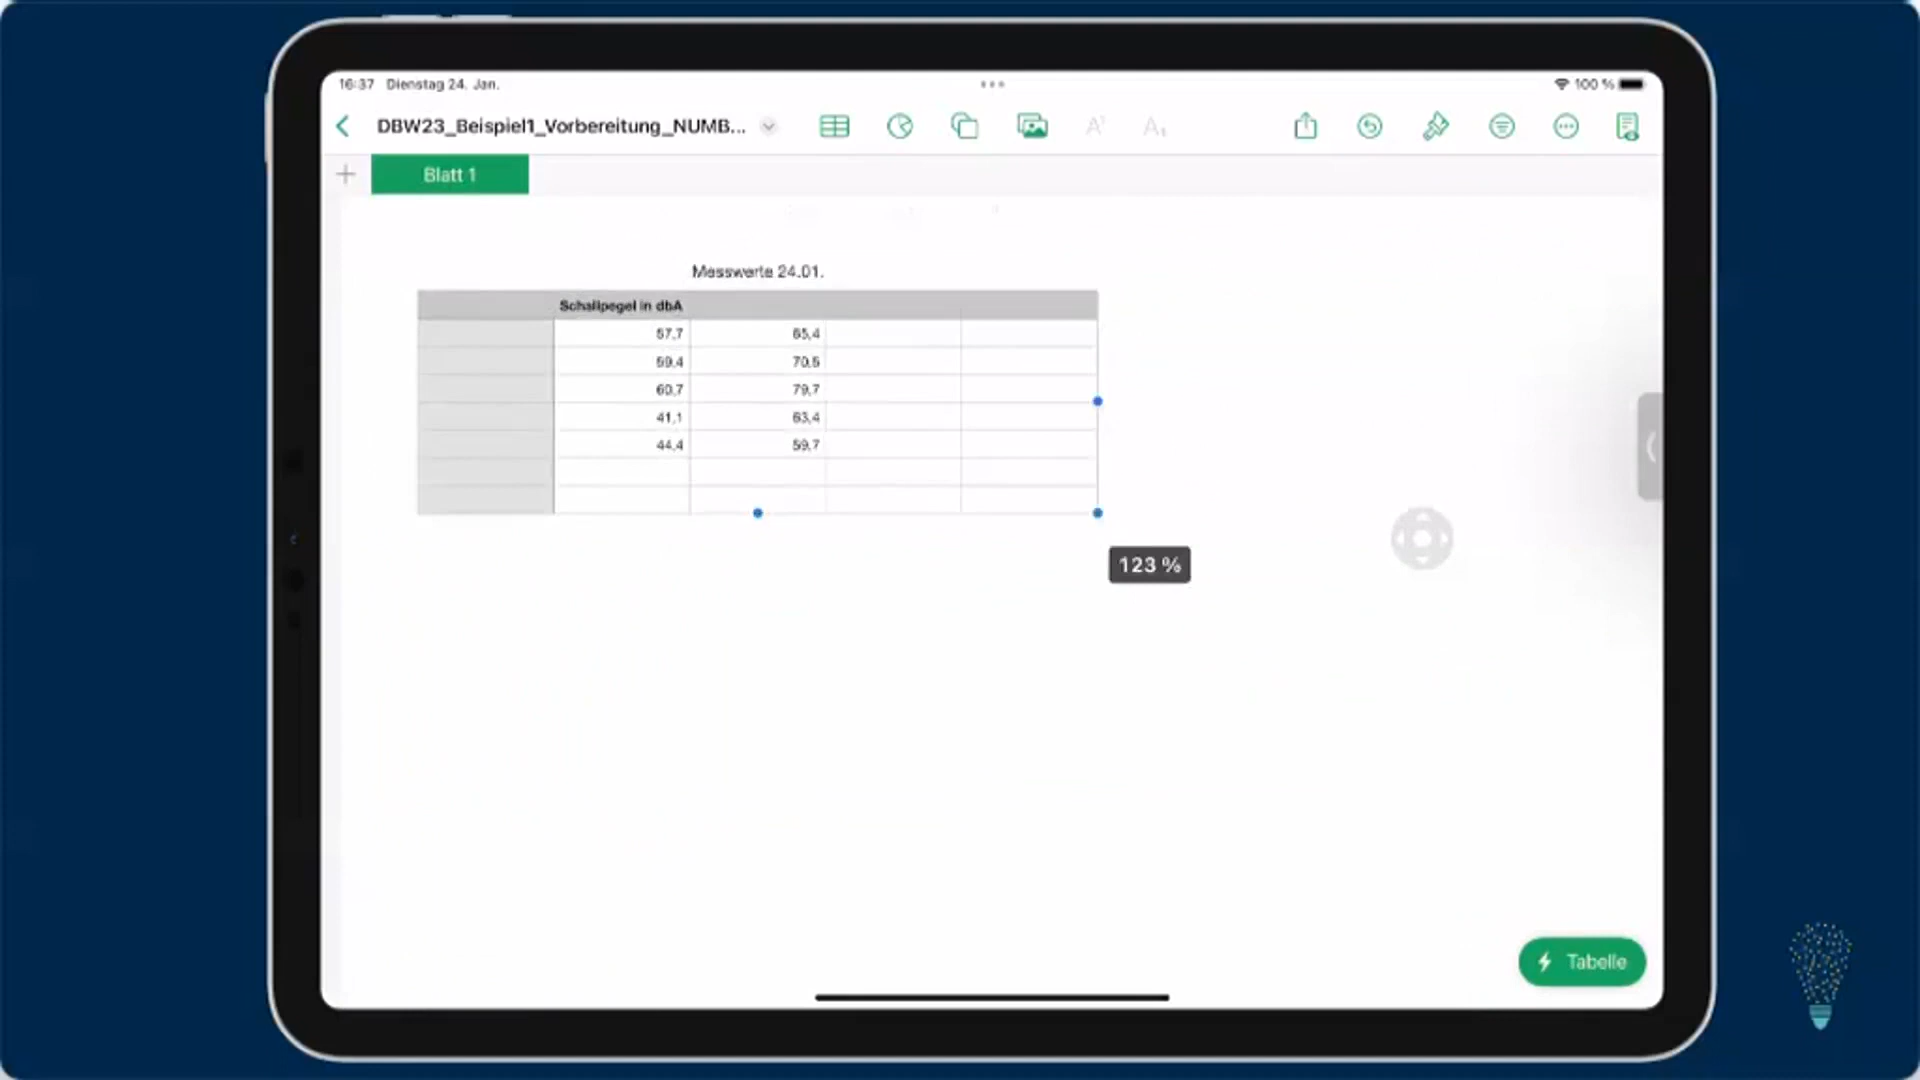 16:37 Dienstag 24. Jan.
100 %
DBW23_Beispiel1_Vorbereitung_NUMB...
Blatt 1
Messwerte 24.01.
Schallpegel in dbA
57,7 65,4
59,4 70,5
60,7 79,7
41,1 63,4
44,4 59,7
123 %
Tabelle